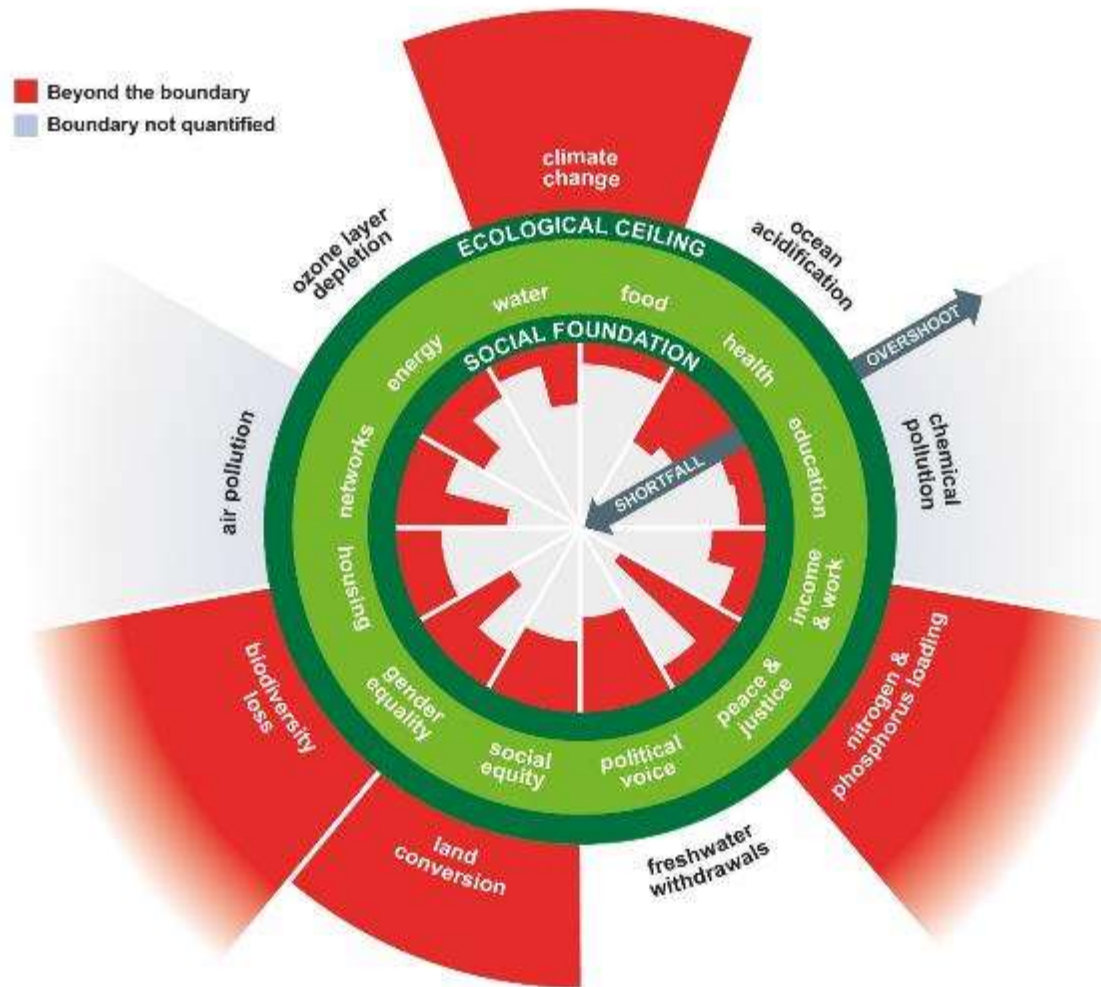 Beyond the boundary
Boundary not quantified
climate
change
ozone layer
depletion
ECOLOGICAL CEILING
ocean
acidification
OVERSHOOT
water
food
energy
SOCIAL FOUNDATION
health
networks
SHORTFALL
education
air pollution
chemical
pollution
housing
income
& work
biodiversity
loss
gender
equality
peace &
justice
nitrogen &
phosphorus loading
social
equity
political
voice
land
conversion
freshwater
withdrawals